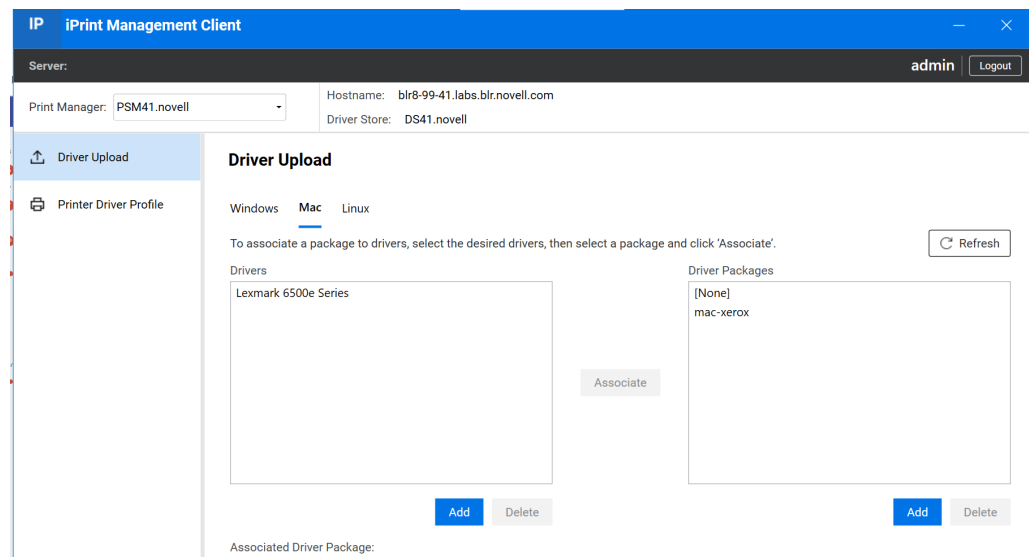 IP iPrint Management Client
Server:
admin Logout
Print Manager: PSM41.novell
Hostname: blr8-99-41.labs.blr.novell.com
Driver Store: DS41.novell
Driver Upload
Printer Driver Profile
Driver Upload
Windows Mac Linux
To associate a package to drivers, select the desired drivers, then select a package and click ‘Associate’.
Refresh
Drivers
Lexmark 6500e Series
Associate
Driver Packages
[None]
mac-xerox
Add Delete
Add Delete
Associated Driver Package: